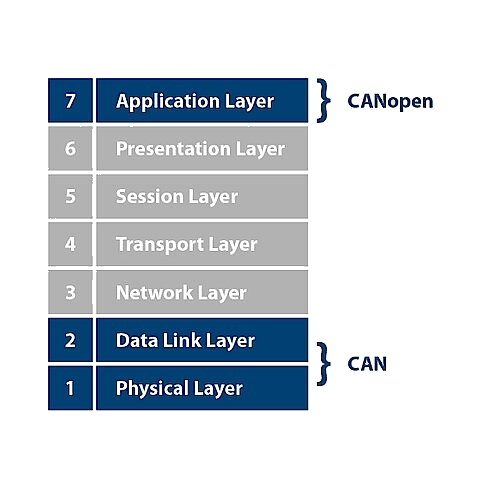 7 Application Layer } CANopen
6 Presentation Layer
5 Session Layer
4 Transport Layer
3 Network Layer
2 Data Link Layer
} CAN
1 Physical Layer